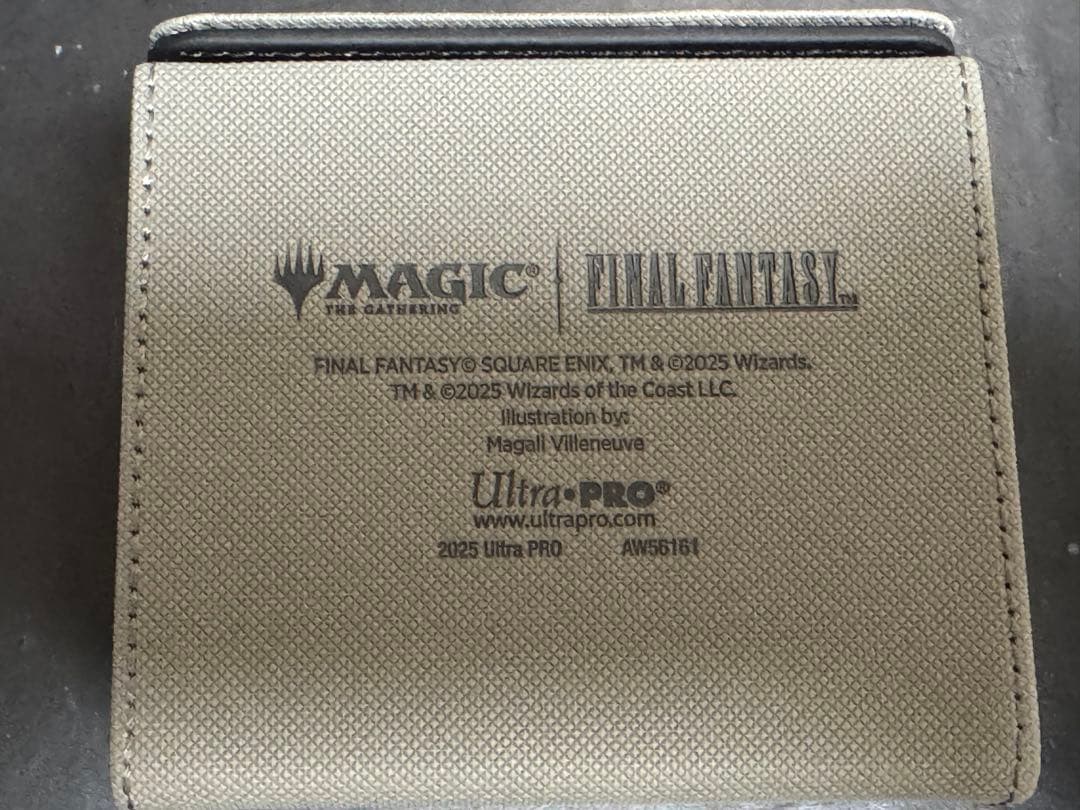 MAGIC® | FINAL FANTASY™
THE GATHERING
FINAL FANTASY© SQUARE ENIX, TM & ©2025 Wizards.
TM & ©2025 Wizards of the Coast LLC.
Illustration by:
Magali Villeneuve
Ultra•PRO®
www.ultrapro.com
2025 Ultra PRO AW56161